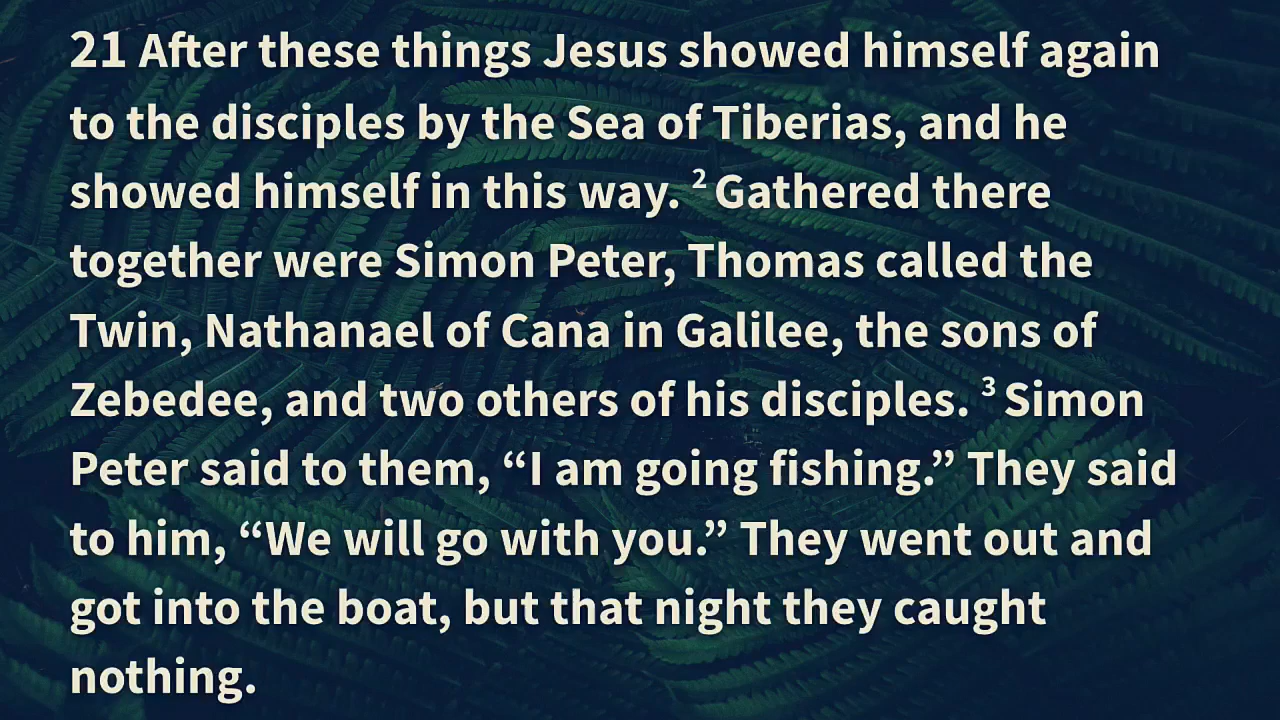 21 After these things Jesus showed himself again
to the disciples by the Sea of Tiberias, and he
showed himself in this way. 2 Gathered there
together were Simon Peter, Thomas called the
Twin, Nathanael of Cana in Galilee, the sons of
Zebedee, and two others of his disciples. 3 Simon
Peter said to them, “I am going fishing.” They said
to him, “We will go with you.” They went out and
got into the boat, but that night they caught
nothing.